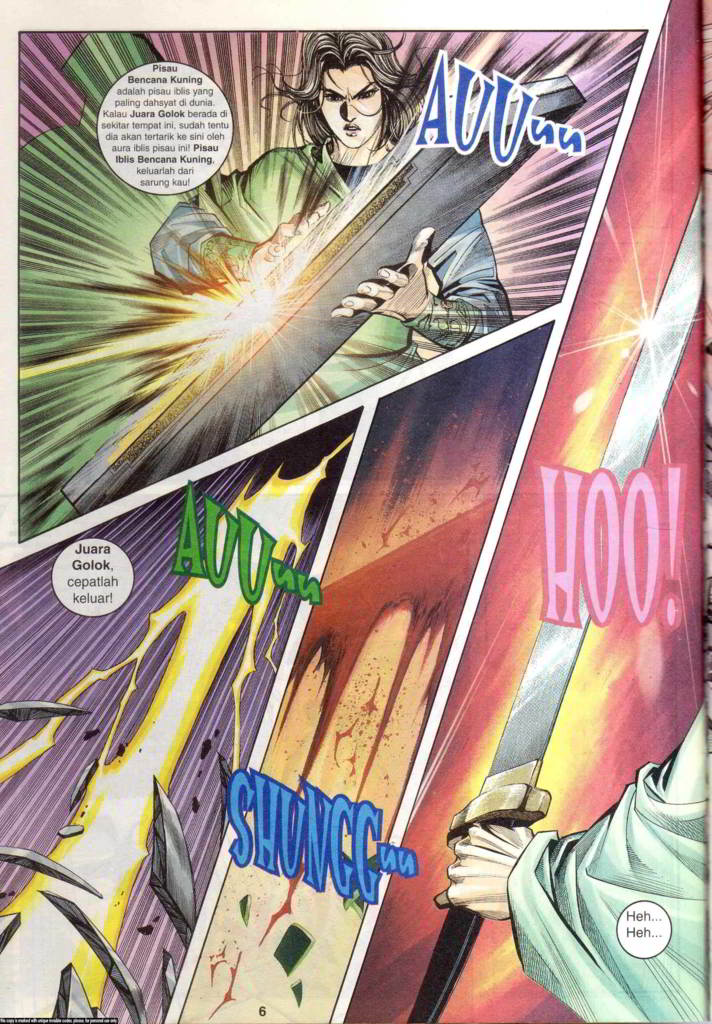 Pisau
Bencana Kuning
adalah pisau iblis yang
paling dahsyat di dunia.
Kalau Juara Golok berada di
sekitar tempat ini, sudah tentu
dia akan tertarik ke sini oleh
aura iblis pisau ini! Pisau
Iblis Bencana Kuning,
keluarlah dari
sarung kau!
AUUuu
HOO!
Juara
Golok,
cepatlah
keluar!
AUUuu
SHUNGGuu
Heh...
Heh...
6